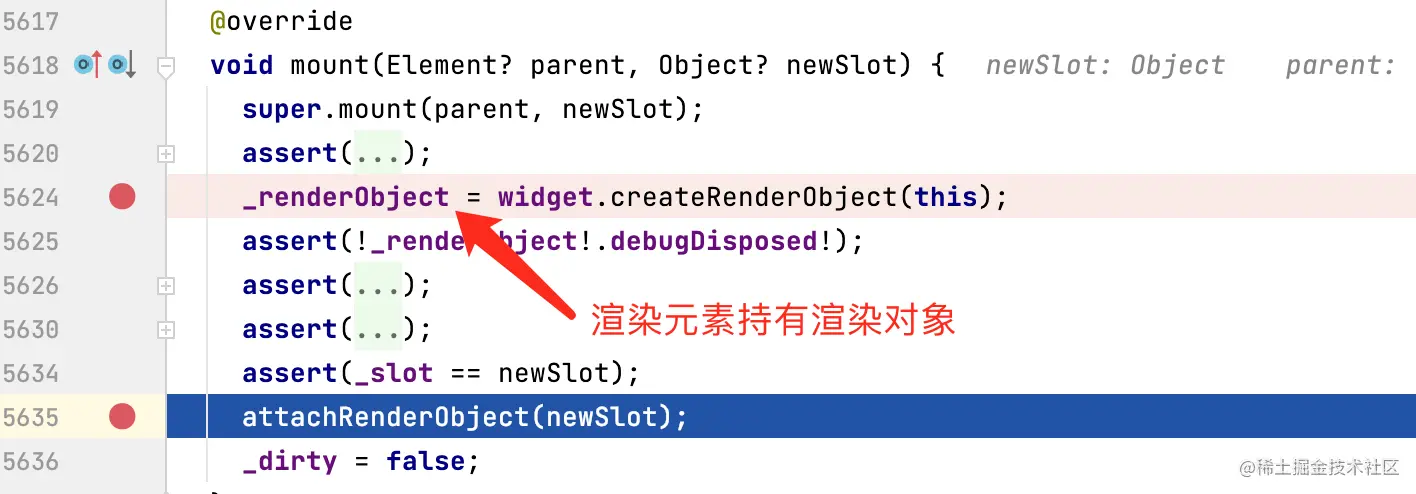 5617 @override
5618 void mount(Element? parent, Object? newSlot) { newSlot: Object parent:
5619 super.mount(parent, newSlot);
5620 assert(...);
5624 _renderObject = widget.createRenderObject(this);
5625 assert(!_renderObject!.debugDisposed!);
5626 assert(...);
5630 assert(...);
渲染元素持有渲染对象
5634 assert(_slot == newSlot);
5635 attachRenderObject(newSlot);
5636 _dirty = false;
@稀土掘金技术社区